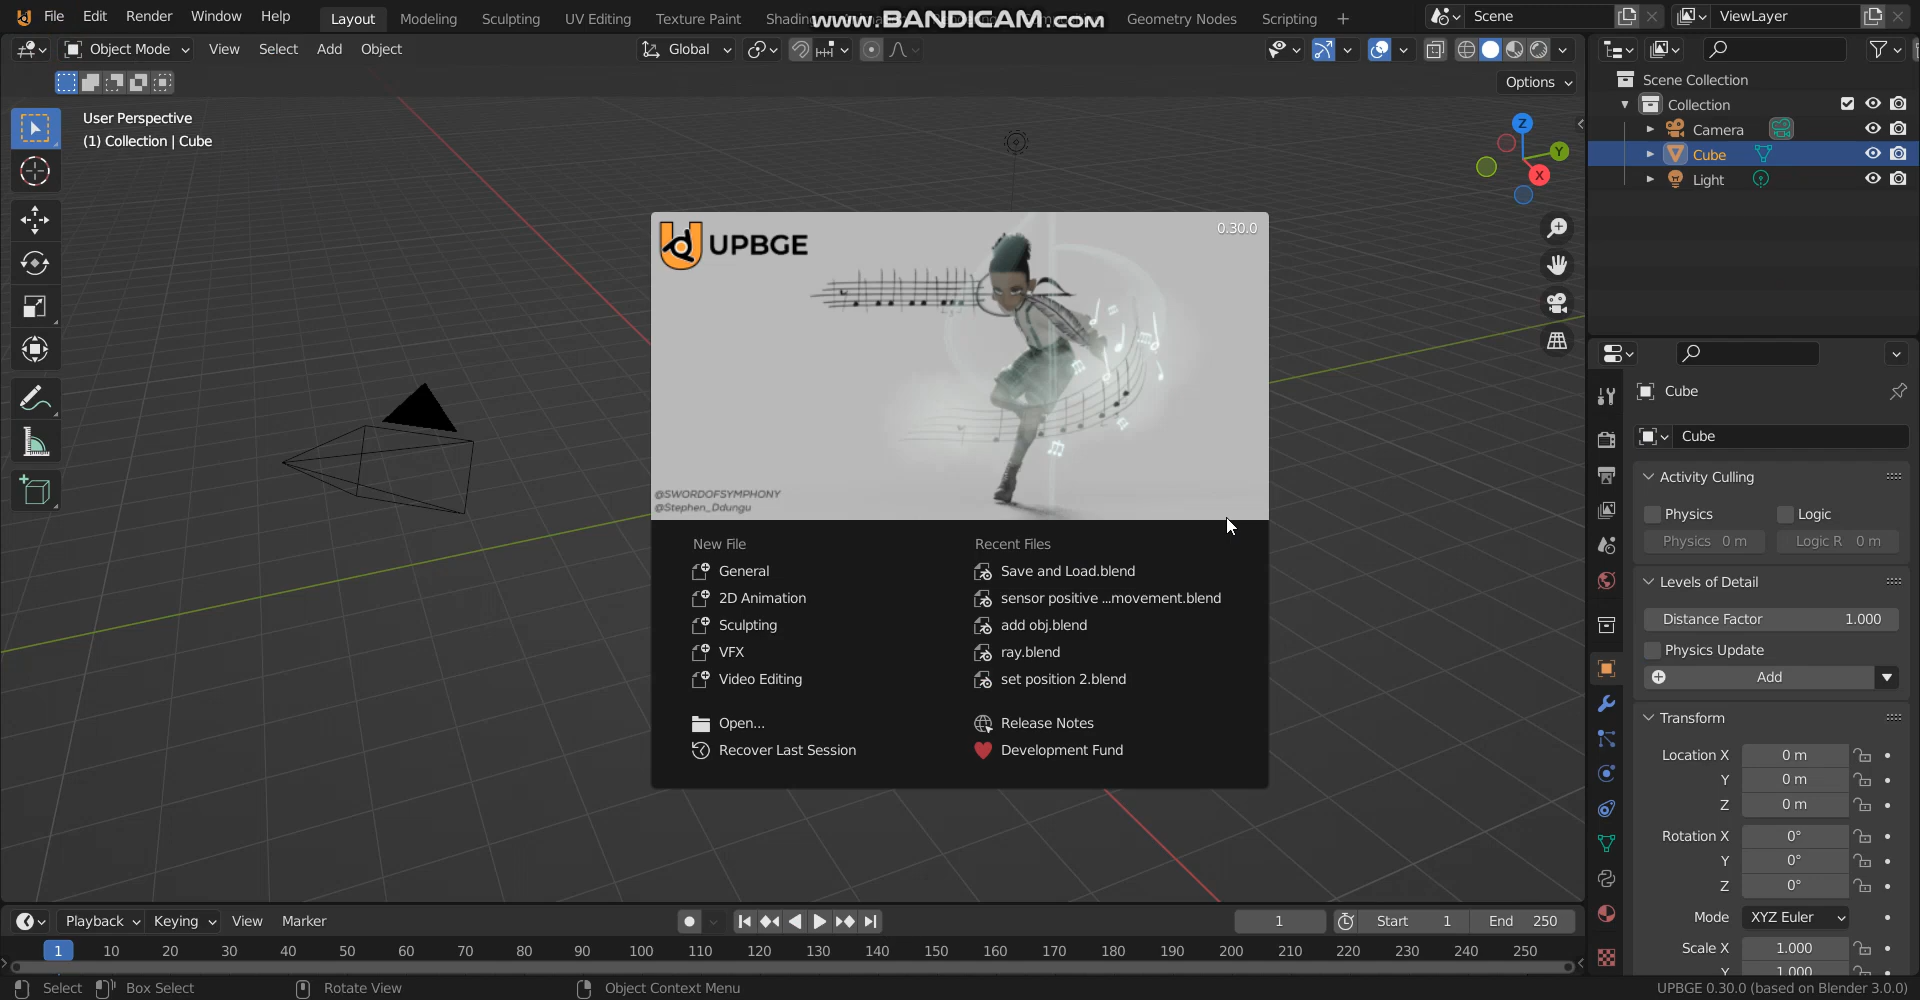 File Edit Render Window Help Layout Modeling Sculpting UV Editing Texture Paint Shading Geometry Nodes Scripting + Scene ViewLayer
www.BANDICAM.com
Object Mode View Select Add Object Global
Options
User Perspective
(1) Collection | Cube
Z
Y
X
UPBGE
0.30.0
@SWORDOFSYMPHONY
@Stephen_Ddungu
New File
General
2D Animation
Sculpting
VFX
Video Editing
Open...
Recover Last Session
Recent Files
Save and Load.blend
sensor positive ...movement.blend
add obj.blend
ray.blend
set position 2.blend
Release Notes
Development Fund
Scene Collection
Collection
Camera
Cube
Light
Cube
Cube
Activity Culling
Physics Logic
Physics 0 m Logic R 0 m
Levels of Detail
Distance Factor 1.000
Physics Update
Add
Transform
Location X 0 m
Y 0 m
Z 0 m
Rotation X 0°
Y 0°
Z 0°
Mode XYZ Euler
Scale X 1.000
Y 1.000
Playback Keying View Marker 1 Start 1 End 250
1 10 20 30 40 50 60 70 80 90 100 110 120 130 140 150 160 170 180 190 200 210 220 230 240 250
Select Box Select Rotate View Object Context Menu UPBGE 0.30.0 (based on Blender 3.0.0)